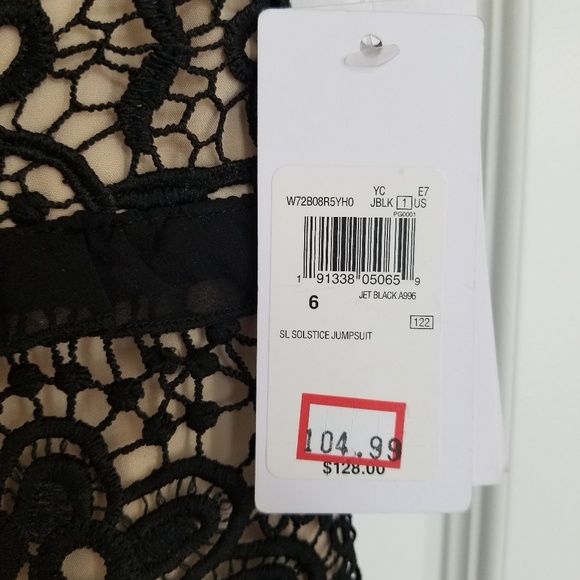 YC E7
W72B08R5YH0 JBLK 1 US
PG0001
1 91338 05065 9
6 JET BLACK A996
122
SL SOLSTICE JUMPSUIT
104.99
$128.00